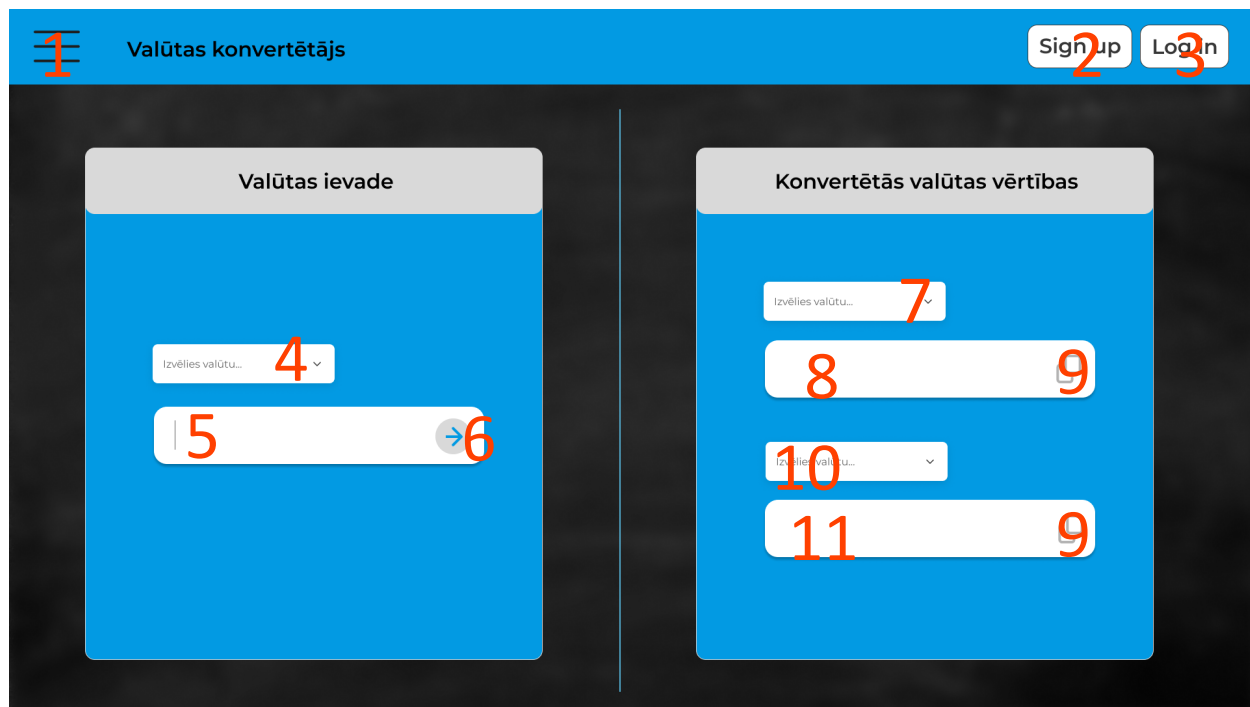 1
Valūtas konvertētājs
Sign up
2
Log in
3
Valūtas ievade
Izvēlies valūtu...
4
5
6
Konvertētās valūtas vērtības
Izvēlies valūtu...
7
8
9
Izvēlies valūtu...
10
11
9